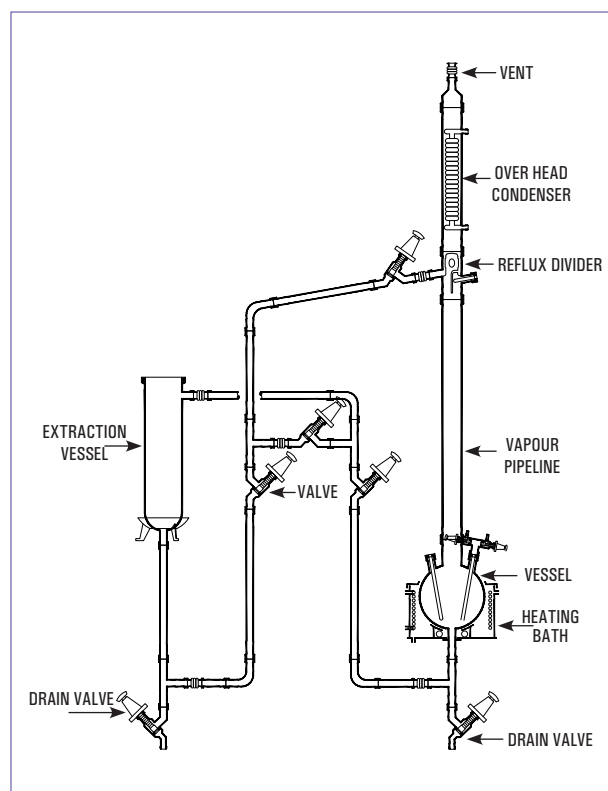 VENT
OVER HEAD
CONDENSER
REFLUX DIVIDER
EXTRACTION
VESSEL
VAPOUR
PIPELINE
VALVE
VESSEL
HEATING
BATH
DRAIN VALVE
DRAIN VALVE